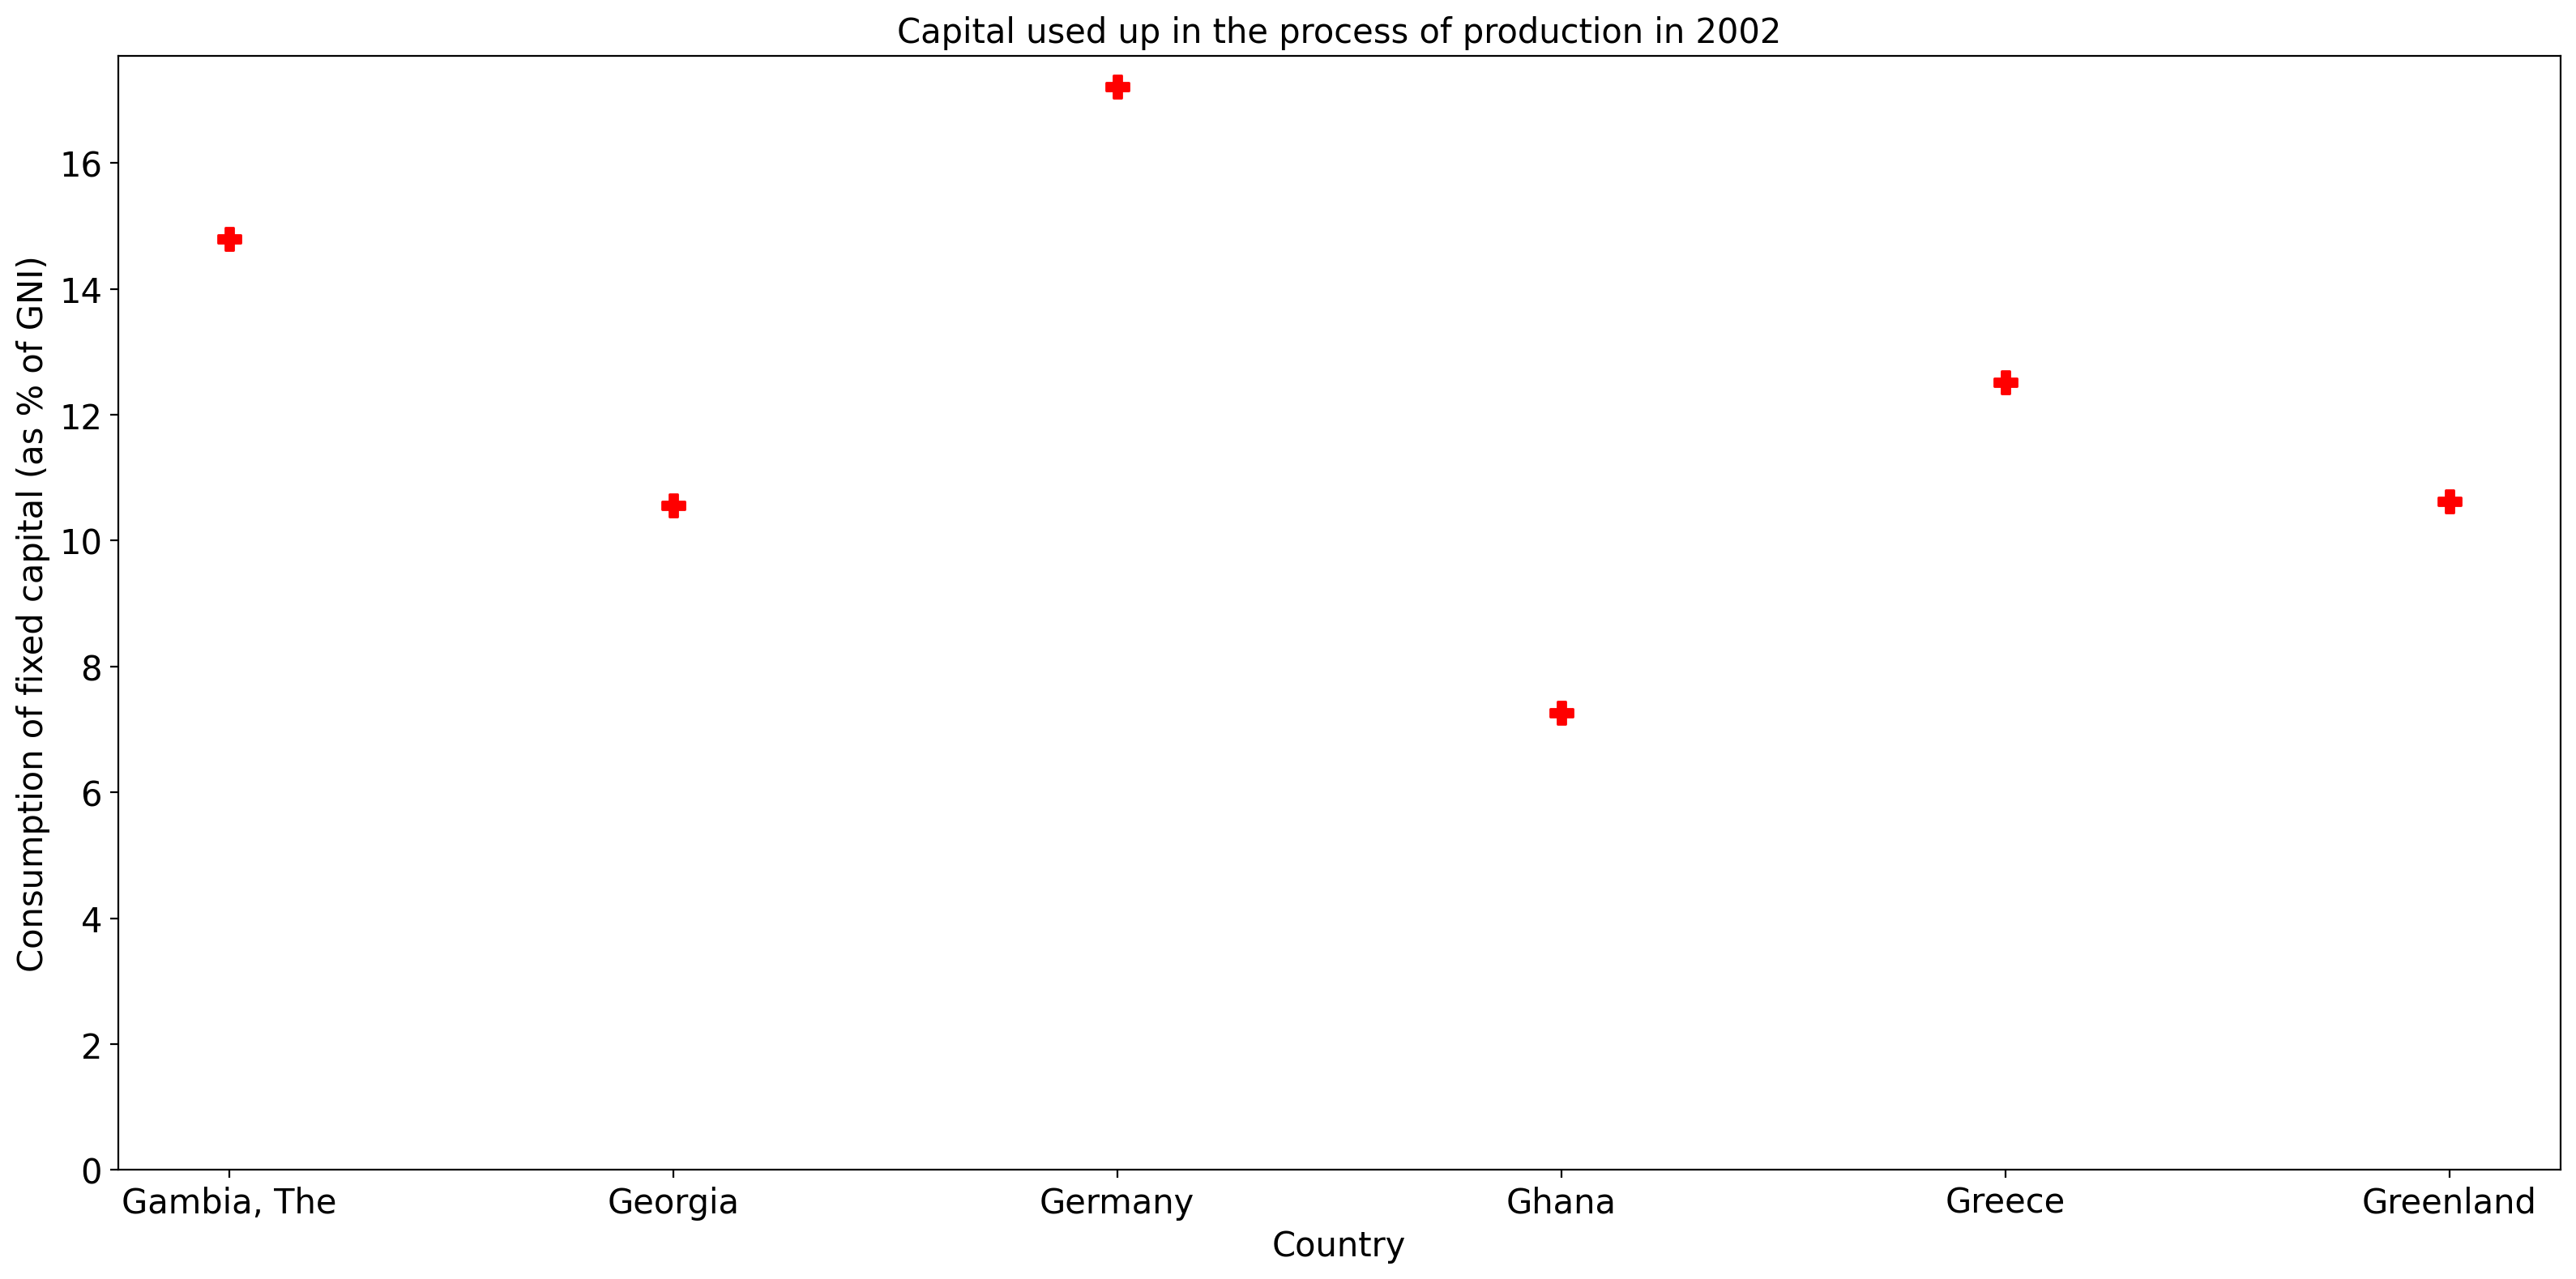 Capital used up in the process of production in 2002
Consumption of fixed capital (as % of GNI)
16
14
12
10
8
6
4
2
0
Gambia, The
Georgia
Germany
Ghana
Greece
Greenland
Country